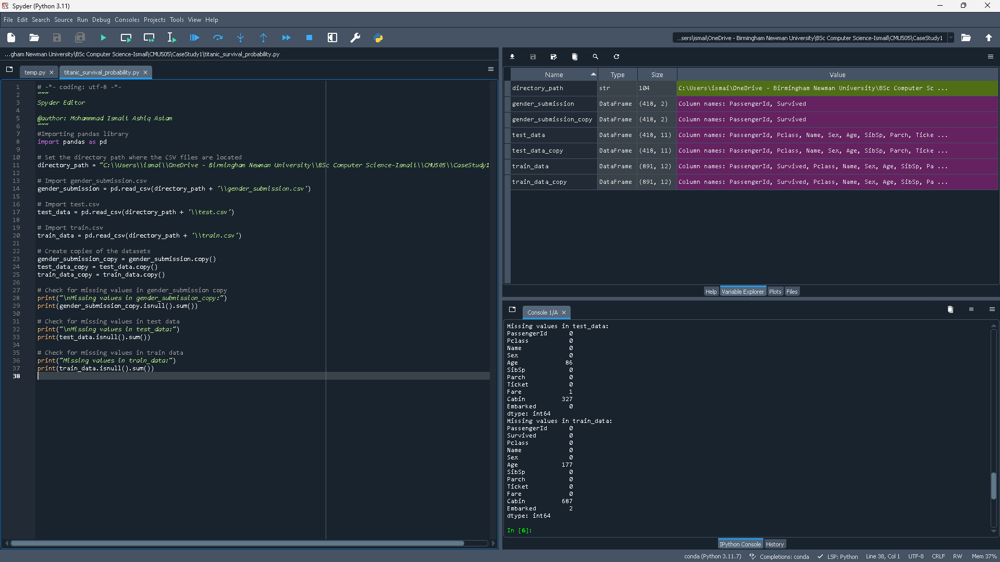 Spyder (Python 3.11)
File Edit Search Source Run Debug Consoles Projects Tools View Help
...sers\ismai\OneDrive - Birmingham Newman University\BSc Computer Science-Ismail\CMU505\CaseStudy1
...gham Newman University\BSc Computer Science-Ismail\CMU505\CaseStudy1\titanic_survival_probability.py
temp.py
titanic_survival_probability.py
1 # -*- coding: utf-8 -*-
2 """
3 Spyder Editor
4
5 @author: Mohammmad Ismail Ashiq Aslam
6 """
7 #Importing pandas library
8 import pandas as pd
9
10 # Set the directory path where the CSV files are located
11 directory_path = "C:\\Users\\ismai\\OneDrive - Birmingham Newman University\\BSc Computer Science-Ismail\\CMU505\\CaseStudy1
12
13 # Import gender_submission.csv
14 gender_submission = pd.read_csv(directory_path + '\\gender_submission.csv')
15
16 # Import test.csv
17 test_data = pd.read_csv(directory_path + '\\test.csv')
18
19 # Import train.csv
20 train_data = pd.read_csv(directory_path + '\\train.csv')
21
22 # Create copies of the datasets
23 gender_submission_copy = gender_submission.copy()
24 test_data_copy = test_data.copy()
25 train_data_copy = train_data.copy()
26
27 # Check for missing values in gender_submission copy
28 print("\nMissing values in gender_submission_copy:")
29 print(gender_submission_copy.isnull().sum())
30
31 # Check for missing values in test data
32 print("\nMissing values in test_data:")
33 print(test_data.isnull().sum())
34
35 # Check for missing values in train data
36 print("Missing values in train_data:")
37 print(train_data.isnull().sum())
38
Name Type Size Value
directory_path str 104 C:\Users\ismai\OneDrive - Birmingham Newman University\BSc Computer Sc ...
gender_submission DataFrame (418, 2) Column names: PassengerId, Survived
gender_submission_copy DataFrame (418, 2) Column names: PassengerId, Survived
test_data DataFrame (418, 11) Column names: PassengerId, Pclass, Name, Sex, Age, SibSp, Parch, Ticke ...
test_data_copy DataFrame (418, 11) Column names: PassengerId, Pclass, Name, Sex, Age, SibSp, Parch, Ticke ...
train_data DataFrame (891, 12) Column names: PassengerId, Survived, Pclass, Name, Sex, Age, SibSp, Pa ...
train_data_copy DataFrame (891, 12) Column names: PassengerId, Survived, Pclass, Name, Sex, Age, SibSp, Pa ...
Help Variable Explorer Plots Files
Console 1/A
Missing values in test_data:
PassengerId 0
Pclass 0
Name 0
Sex 0
Age 86
SibSp 0
Parch 0
Ticket 0
Fare 1
Cabin 327
Embarked 0
dtype: int64
Missing values in train_data:
PassengerId 0
Survived 0
Pclass 0
Name 0
Sex 0
Age 177
SibSp 0
Parch 0
Ticket 0
Fare 0
Cabin 687
Embarked 2
dtype: int64
In [6]:
IPython Console History
conda (Python 3.11.7) Completions: conda LSP: Python Line 38, Col 1 UTF-8 CRLF RW Mem 37%